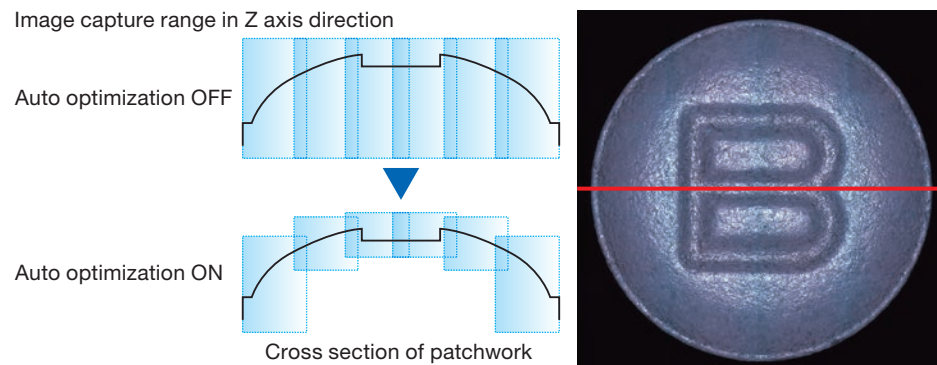 Image capture range in Z axis direction
Auto optimization OFF
Auto optimization ON
Cross section of patchwork
B